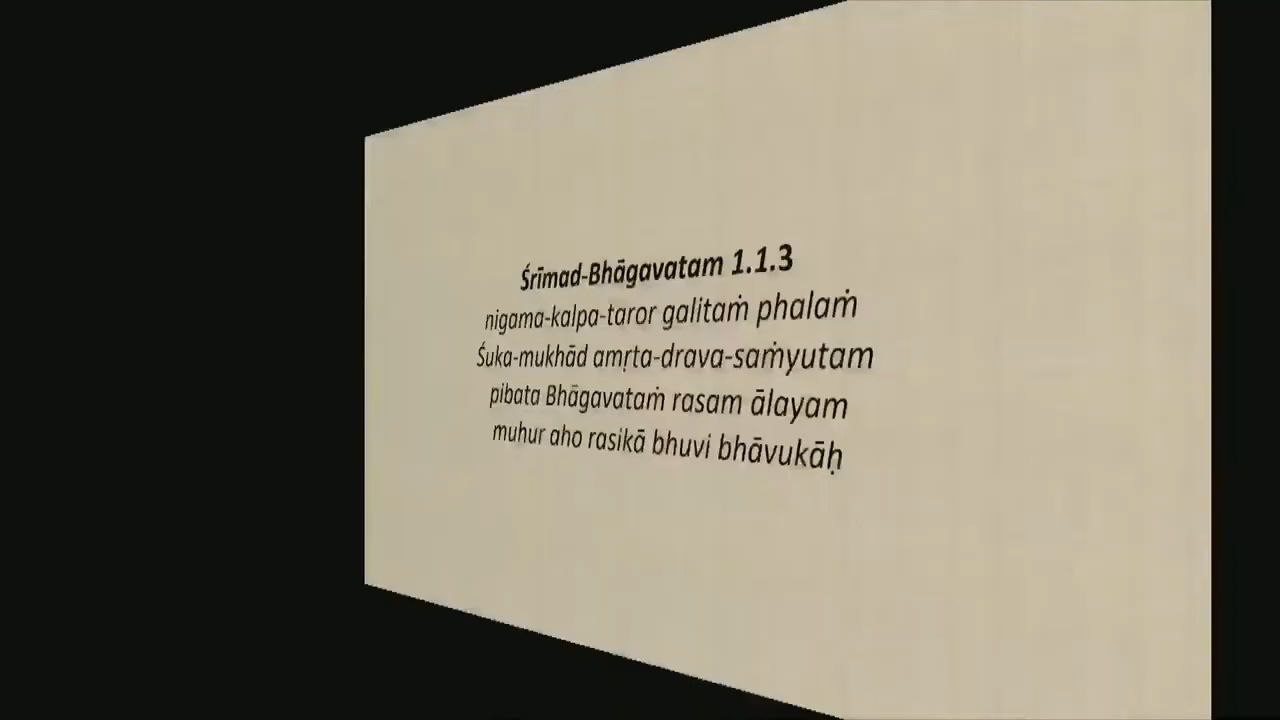 Śrīmad-Bhāgavatam 1.1.3
nigama-kalpa-taror galitaṁ phalaṁ
Śuka-mukhād amṛta-drava-saṁyutam
pibata Bhāgavataṁ rasam ālayam
muhur aho rasikā bhuvi bhāvukāḥ